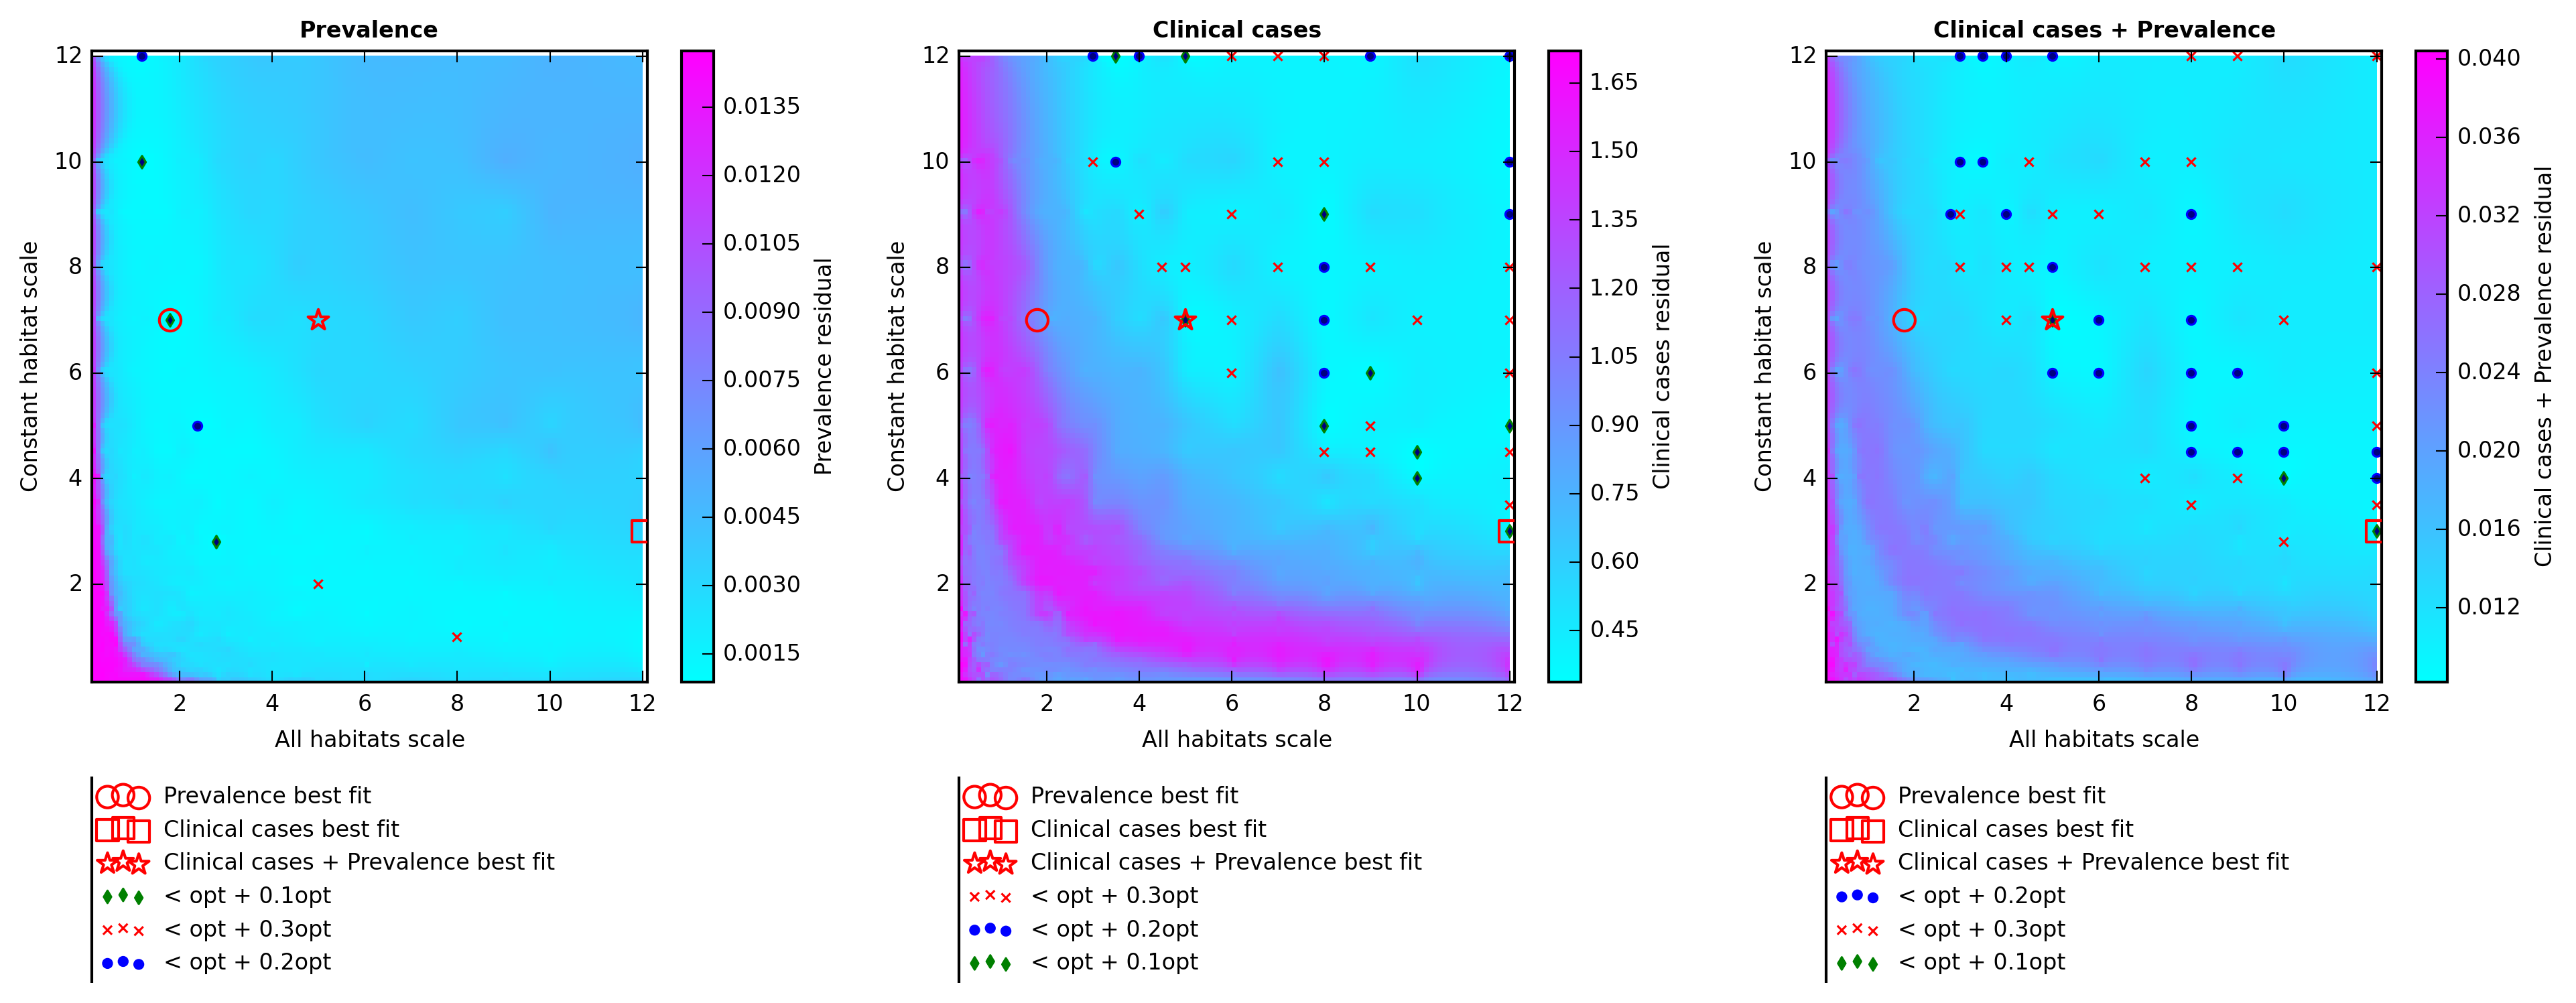 Prevalence
12
10
8
6
4
2
2 4 6 8 10 12
Constant habitat scale
All habitats scale
0.0135
0.0120
0.0105
0.0090
0.0075
0.0060
0.0045
0.0030
0.0015
Prevalence residual
Prevalence best fit
Clinical cases best fit
Clinical cases + Prevalence best fit
< opt + 0.1opt
< opt + 0.3opt
< opt + 0.2opt
Clinical cases
12
10
8
6
4
2
2 4 6 8 10 12
Constant habitat scale
All habitats scale
1.65
1.50
1.35
1.20
1.05
0.90
0.75
0.60
0.45
Clinical cases residual
Prevalence best fit
Clinical cases best fit
Clinical cases + Prevalence best fit
< opt + 0.3opt
< opt + 0.2opt
< opt + 0.1opt
Clinical cases + Prevalence
12
10
8
6
4
2
2 4 6 8 10 12
Constant habitat scale
All habitats scale
0.040
0.036
0.032
0.028
0.024
0.020
0.016
0.012
Clinical cases + Prevalence residual
Prevalence best fit
Clinical cases best fit
Clinical cases + Prevalence best fit
< opt + 0.2opt
< opt + 0.3opt
< opt + 0.1opt